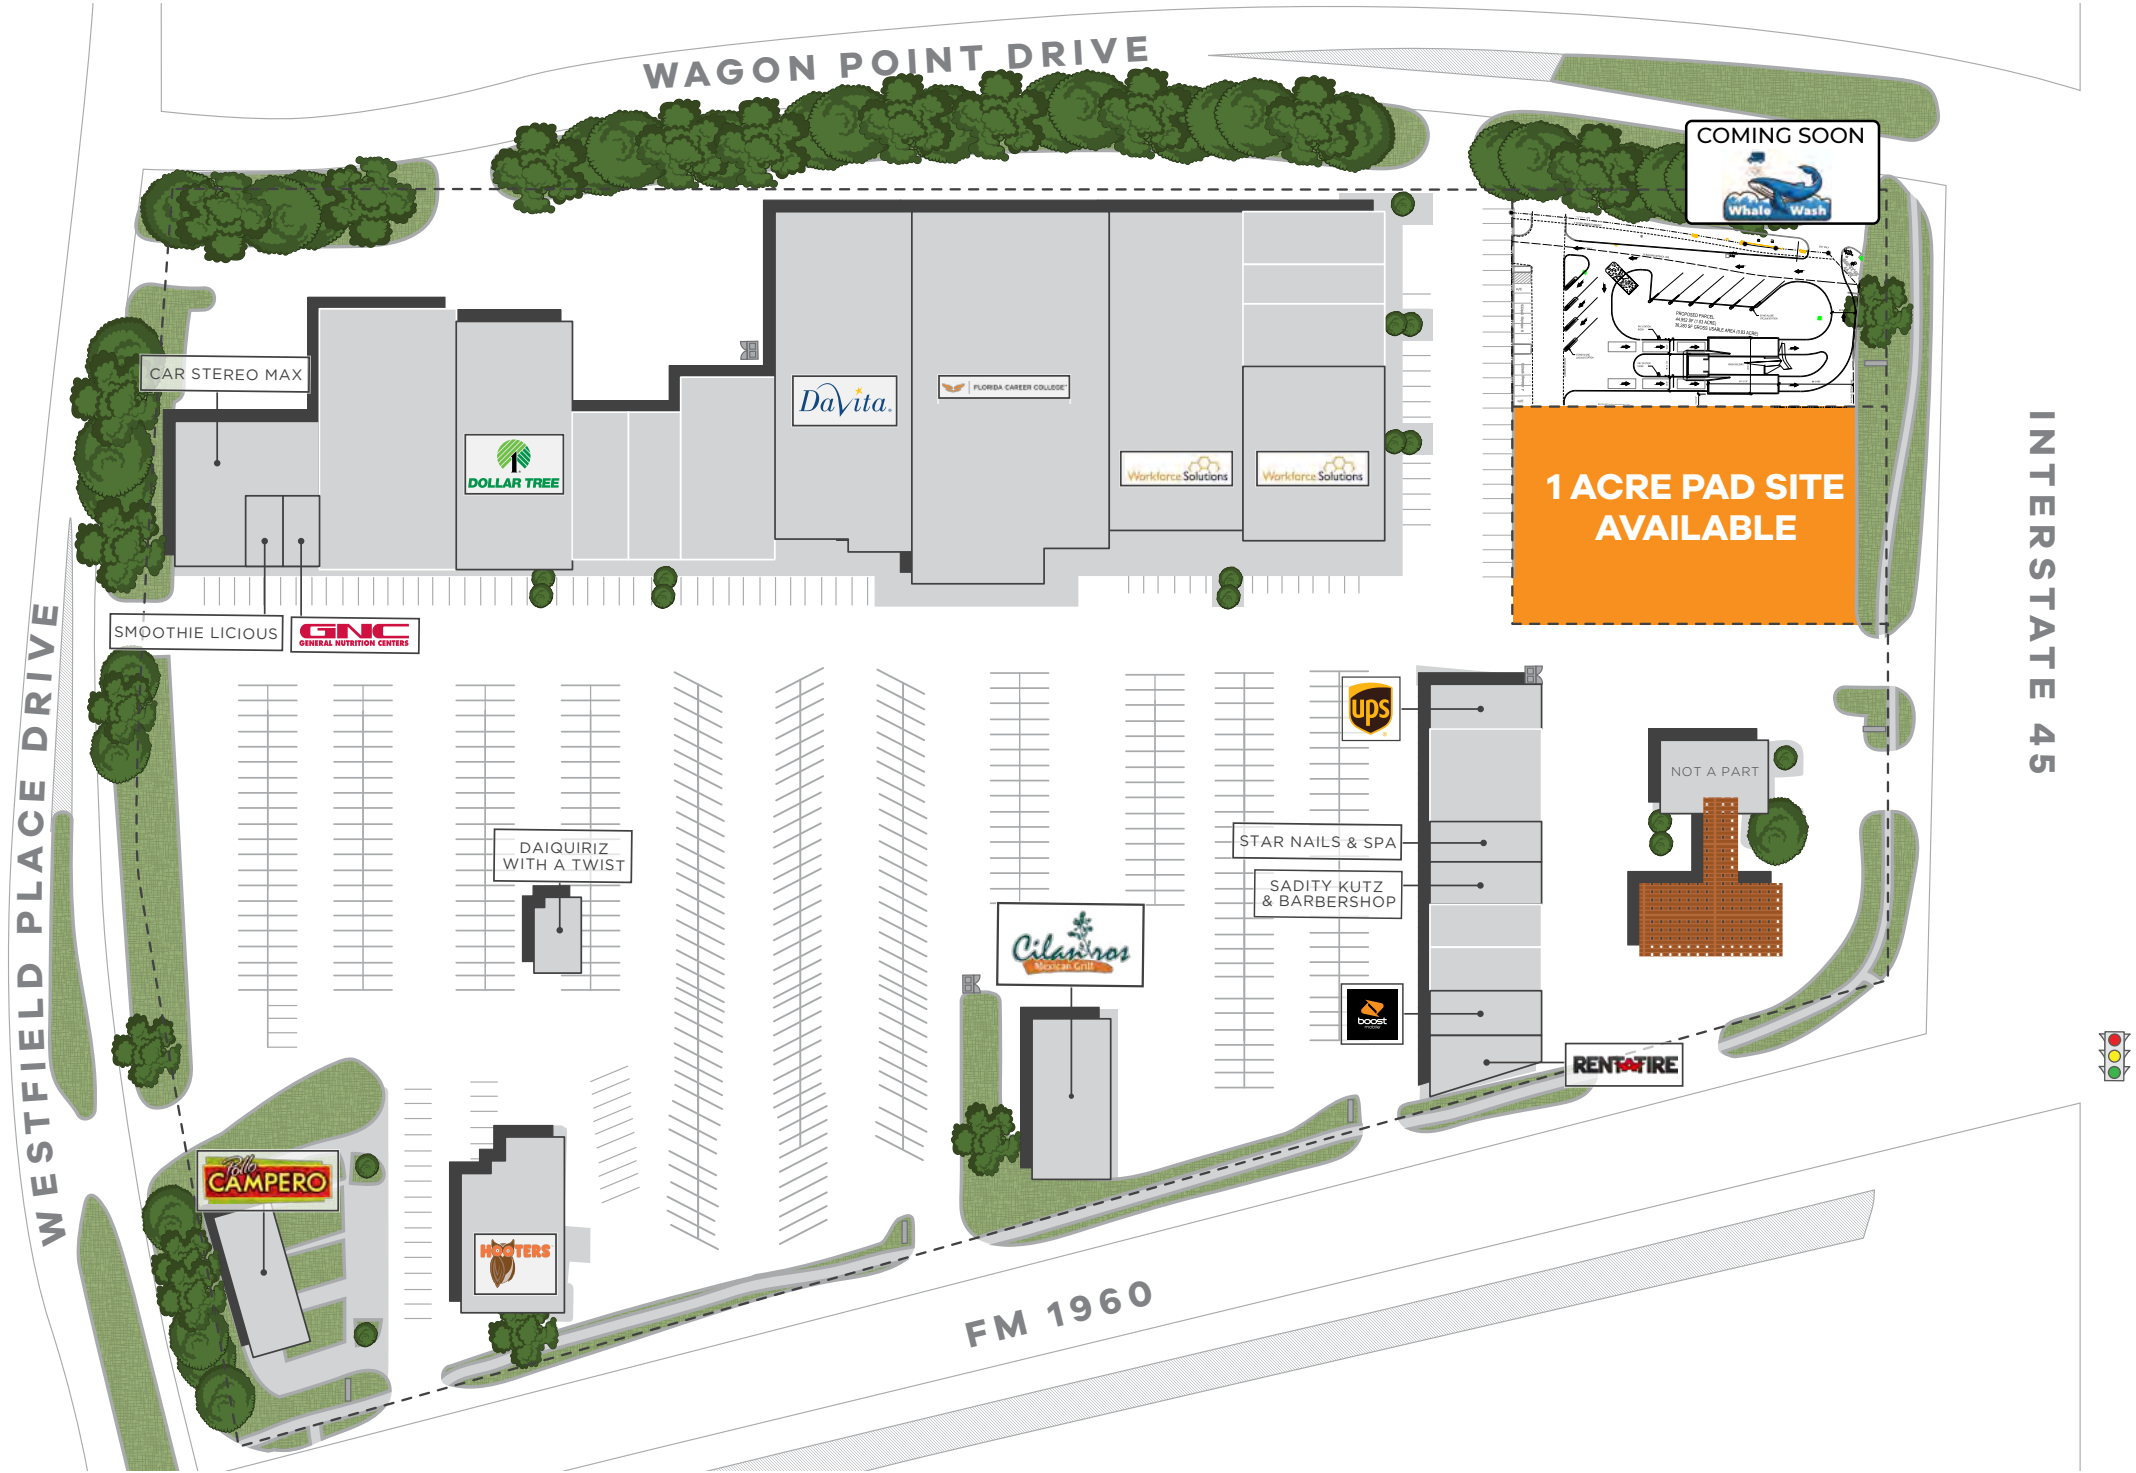 WAGON POINT DRIVE
COMING SOON
Whale Wash
PROPOSED PARCEL
CAR STEREO MAX
DaVita.
FLORIDA CAREER COLLEGE
DOLLAR TREE
Workforce Solutions
Workforce Solutions
1 ACRE PAD SITE
AVAILABLE
INTERSTATE 45
SMOOTHIE LICIOUS
GNC
GENERAL NUTRITION CENTERS
WESTFIELD PLACE DRIVE
ups
NOT A PART
DAIQUIRIZ
WITH A TWIST
STAR NAILS & SPA
SADITY KUTZ
& BARBERSHOP
Cilantros
Mexican Grill
boost
mobile
RENT A TIRE
Pollo
CAMPERO
HOOTERS
FM 1960